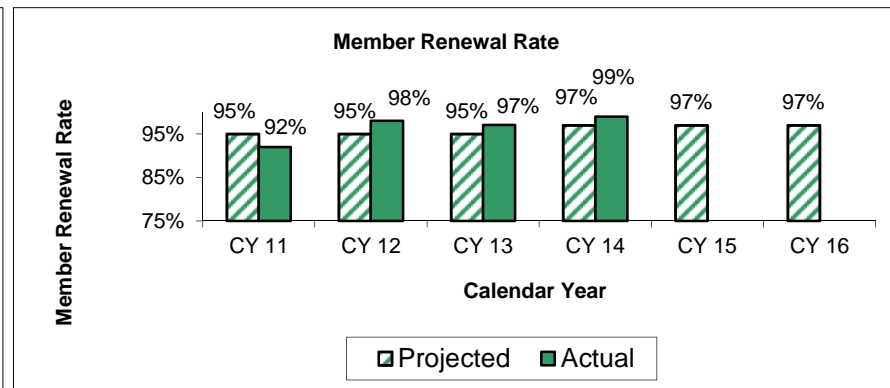 Member Renewal Rate
Member Renewal Rate
95% 92% 95% 98% 95% 97% 97% 99% 97% 97%
95%
85%
75%
CY 11 CY 12 CY 13 CY 14 CY 15 CY 16
Calendar Year
Projected Actual